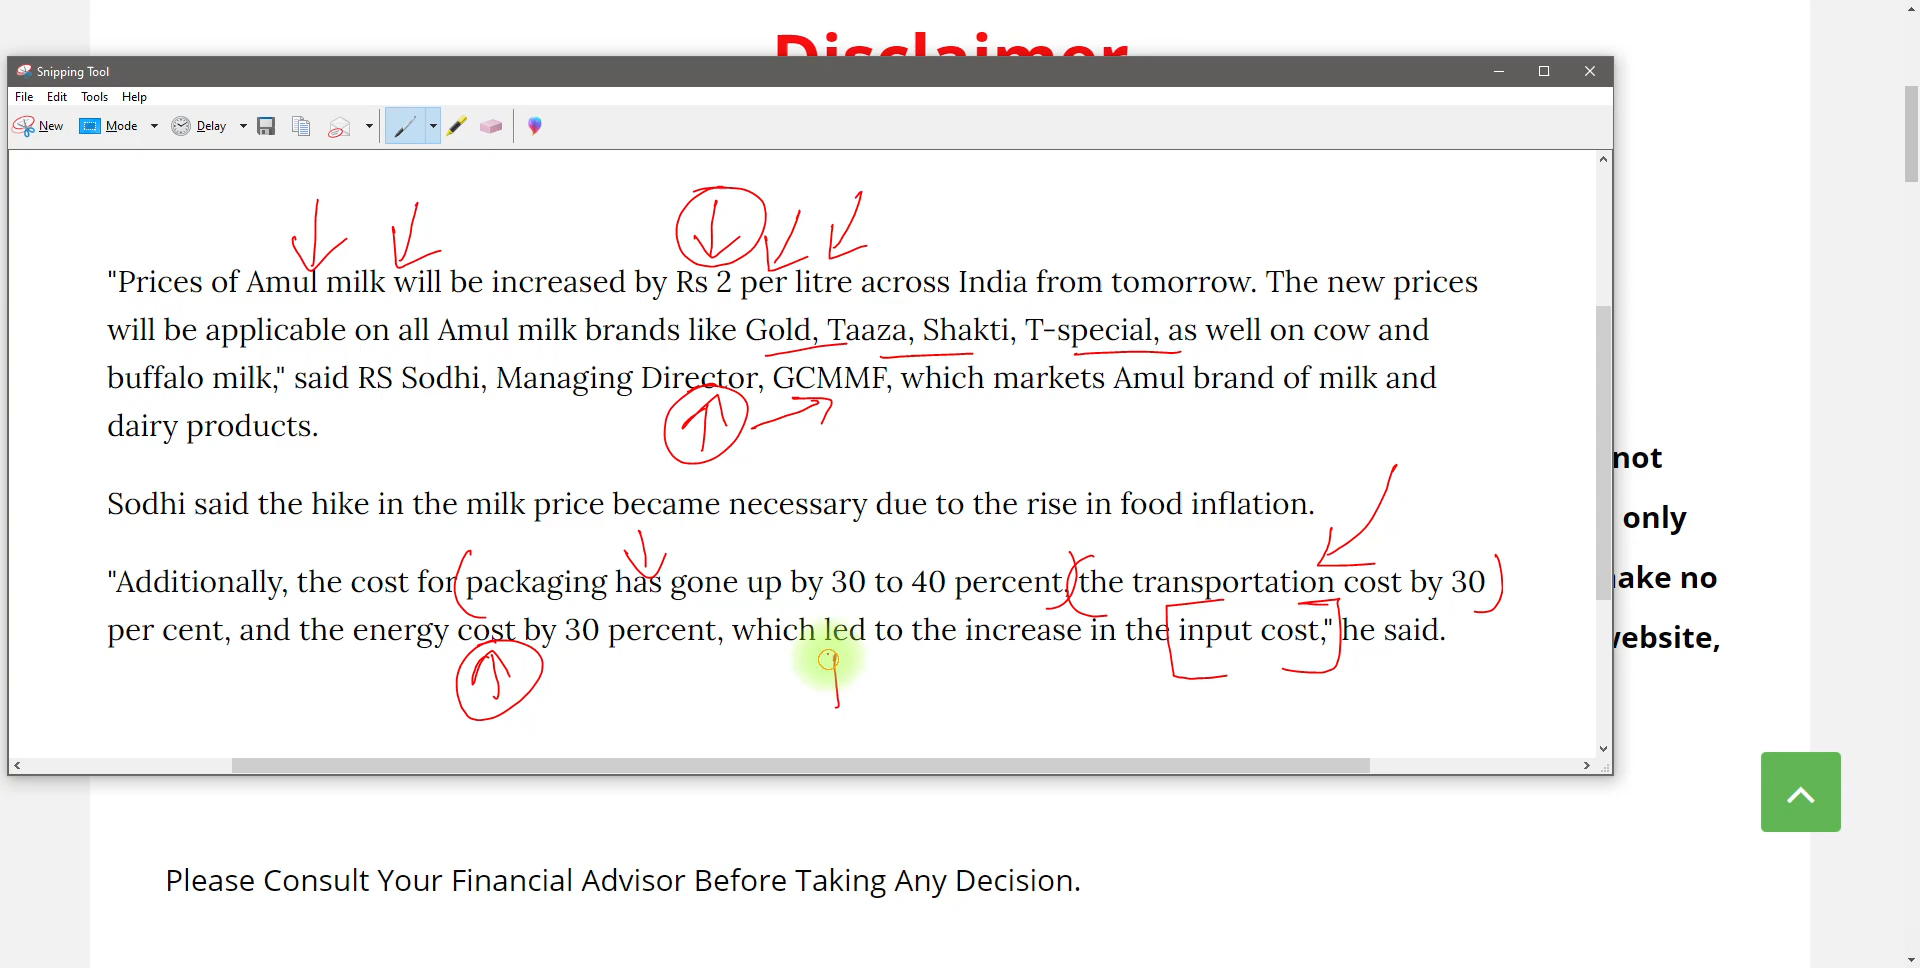 Disclaimer
Snipping Tool
File Edit Tools Help
New Mode Delay
"Prices of Amul milk will be increased by Rs 2 per litre across India from tomorrow. The new prices
will be applicable on all Amul milk brands like Gold, Taaza, Shakti, T-special, as well on cow and
buffalo milk," said RS Sodhi, Managing Director, GCMMF, which markets Amul brand of milk and
dairy products.
not
Sodhi said the hike in the milk price became necessary due to the rise in food inflation.
only
"Additionally, the cost for packaging has gone up by 30 to 40 percent, the transportation cost by 30
make no
per cent, and the energy cost by 30 percent, which led to the increase in the input cost," he said.
website,
Please Consult Your Financial Advisor Before Taking Any Decision.